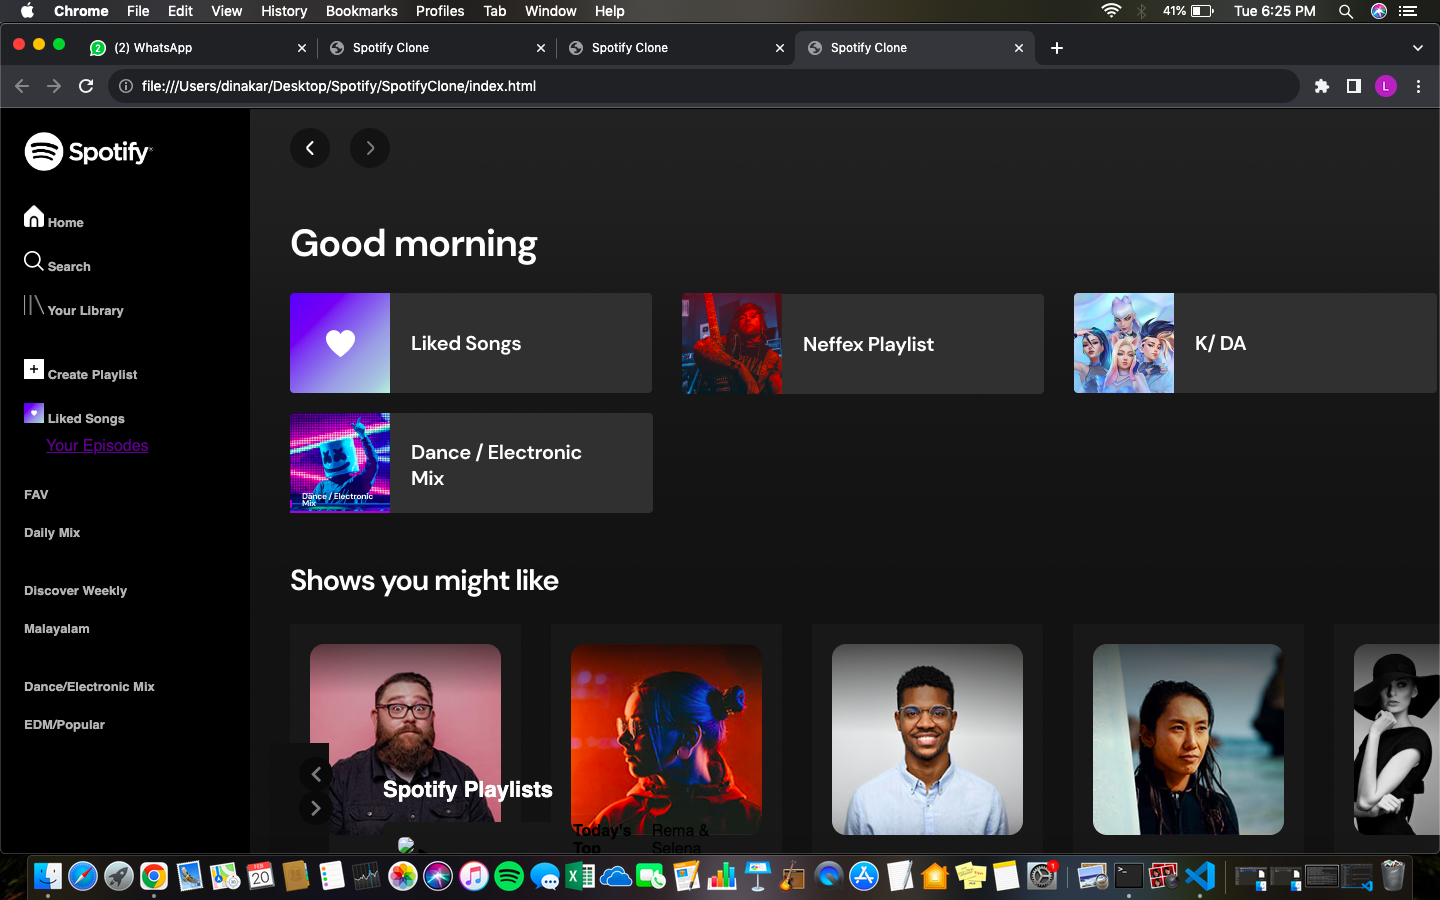 Chrome File Edit View History Bookmarks Profiles Tab Window Help 41% Tue 6:25 PM
2 (2) WhatsApp Spotify Clone Spotify Clone Spotify Clone
file:///Users/dinakar/Desktop/Spotify/SpotifyClone/index.html L
Spotify
Home
Search
Your Library
Create Playlist
Liked Songs
Your Episodes
FAV
Daily Mix
Discover Weekly
Malayalam
Dance/Electronic Mix
EDM/Popular
Good morning
Liked Songs
Neffex Playlist
K/ DA
Dance / Electronic
Mix
Dance / Electronic
Mix
Shows you might like
Spotify Playlists
Today's
Top
Rema &
Selena
FEB
20
1